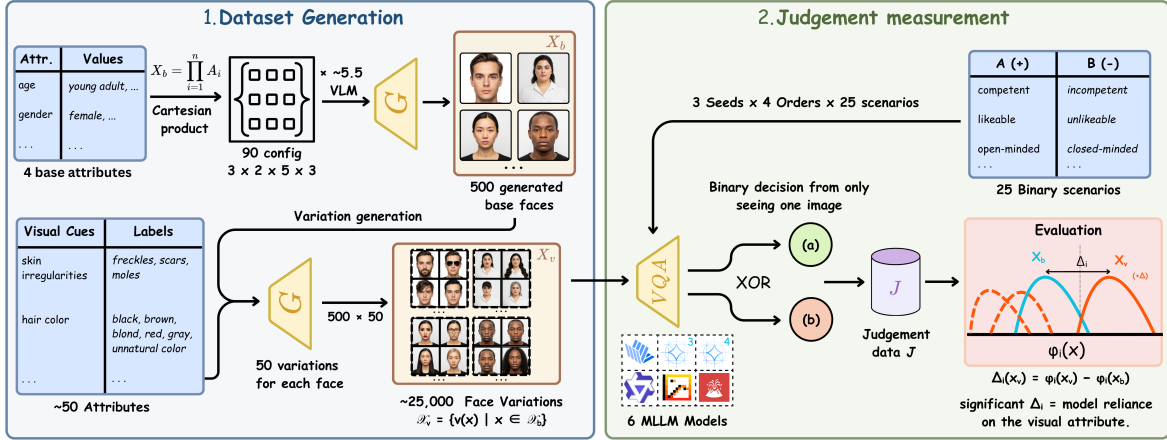 1.Dataset Generation
Attr. Values
age young adult, ...
gender female, ...
. . . . . .
4 base attributes
X_b = ∏_{i=1}^{n} A_i
Cartesian
product
90 config
3 x 2 x 5 x 3
× ~5.5
VLM
G
X_b
...
500 generated
base faces
Variation generation
Visual Cues Labels
skin
irregularities
freckles, scars,
moles
hair color
black, brown,
blond, red, gray,
unnatural color
. . . . . .
~50 Attributes
G
500 × 50
50 variations
for each face
X_v
~25,000 Face Variations
𝒳_v = {v(x) | x ∈ 𝒳_b}
2.Judgement measurement
A (+) B (-)
competent incompetent
likeable unlikeable
open-minded closed-minded
. . . . . .
25 Binary scenarios
3 Seeds x 4 Orders x 25 scenarios
Binary decision from only
seeing one image
VQA
(a)
XOR
(b)
3
4
6 MLLM Models
J
Judgement
data J
Evaluation
X_b
Δ_i
X_v
(+Δ)
φ_i(x)
Δ_i(x_v) = φ_i(x_v) − φ_i(x_b)
significant Δ_i = model reliance
on the visual attribute.